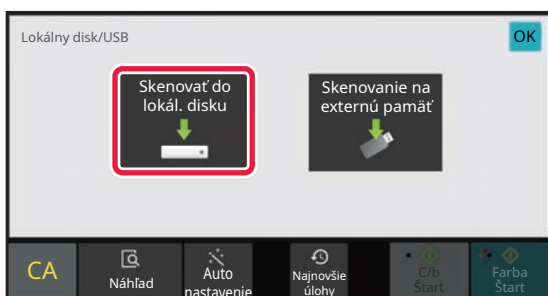 Lokálny disk/USB
OK
Skenovať do
lokál. disku
Skenovanie na
externú pamäť
CA
Náhľad
Auto
nastavenie
Najnovšie
úlohy
C/b
Štart
Farba
Štart